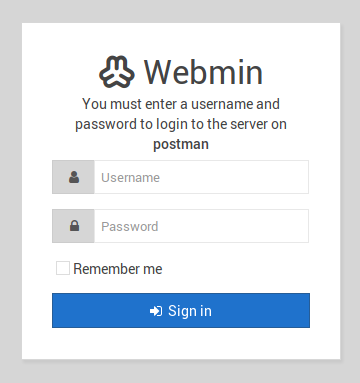 Webmin
You must enter a username and
password to login to the server on
postman
Username
Password
Remember me
Sign in